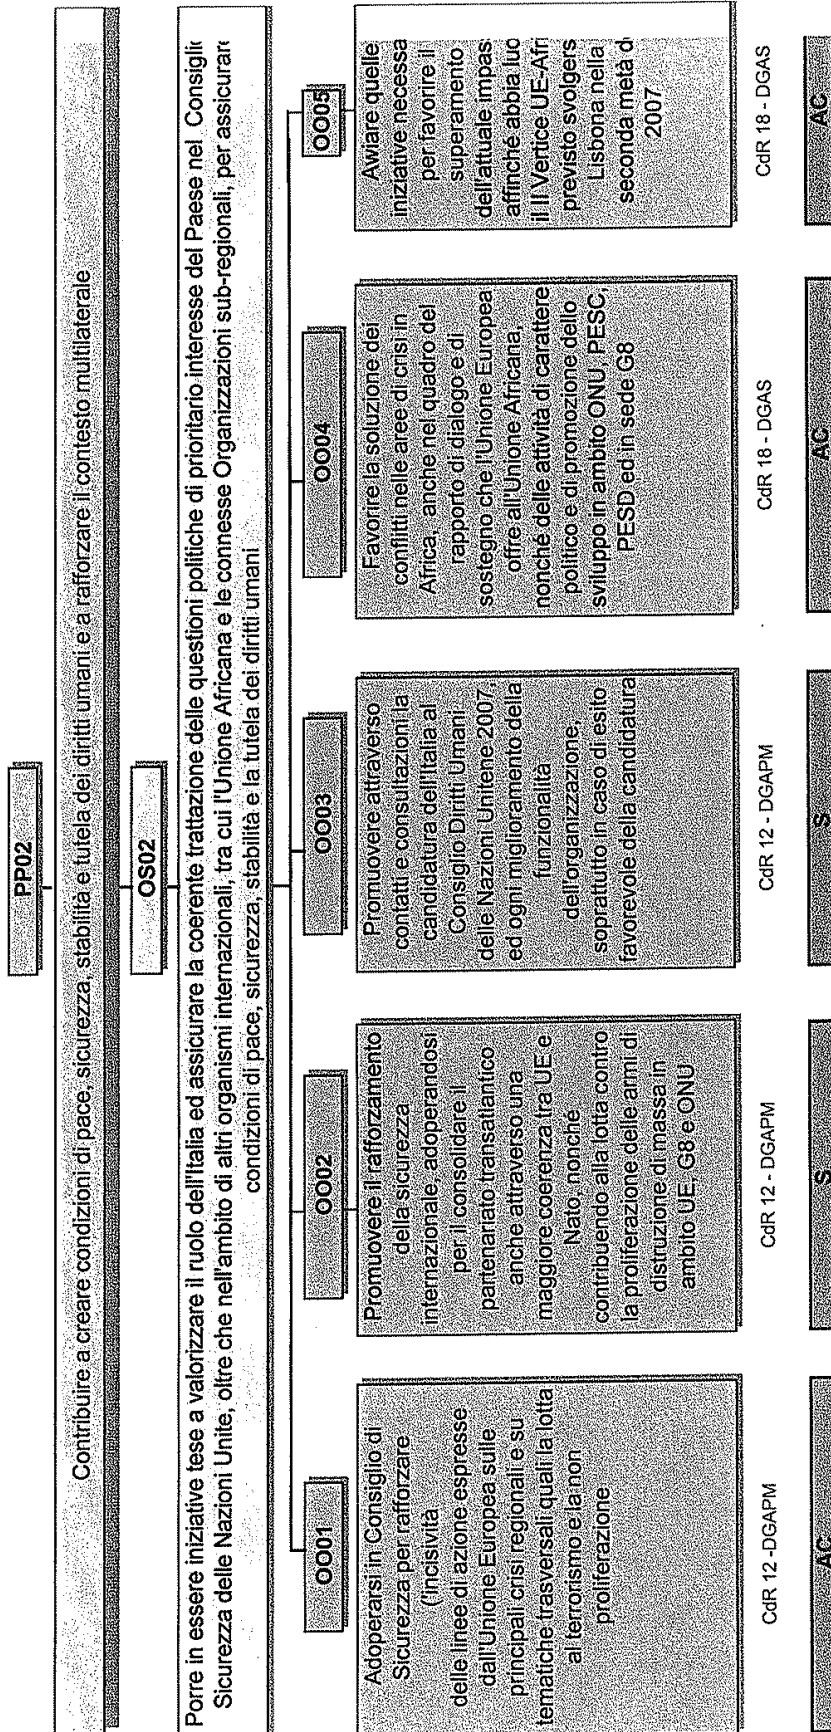 PP02
Contribuire a creare condizioni di pace, sicurezza, stabilità e tutela dei diritti umani e a rafforzare il contesto multilaterale
OS02
Porre in essere iniziative tese a valorizzare il ruolo dell'Italia ed assicurare la coerente trattazione delle questioni politiche di prioritario interesse del Paese nel Consigli
Sicurezza delle Nazioni Unite, oltre che nell'ambito di altri organismi internazionali, tra cui l'Unione Africana e le connesse Organizzazioni sub-regionali, per assicurar
condizioni di pace, sicurezza, stabilità e la tutela dei diritti umani
OO01
Adoperarsi in Consiglio di
Sicurezza per rafforzare
(Incisività
delle linee di azione espresse
dall'Unione Europea sulle
principali crisi regionali e su
tematiche trasversali quali la lotta
al terrorismo e la non
proliferazione
CdR 12 -DGAPM
AC
OO02
Promuovere il rafforzamento
della sicurezza
internazionale, adoperandosi
per il consolidare il
partenariato transatlantico
anche attraverso una
maggiore coerenza tra UE e
Nato , nonché
contribuendo alla lotta contro
la proliferazione delle armi di
distruzione di massa in
ambito UE, G8 e ONU
CdR 12 - DGAPM
S
OO03
Promuovere attraverso
contatti e consultazioni la
candidatura dell'Italia al
Consiglio Diritti Umani
delle Nazioni Unitene 2007,
ed ogni miglioramento della
funzionalità
dell'organizzazione,
soprattutto in caso di esito
favorevole della candidatura
CdR 12 - DGAPM
S
OO04
Favorire la soluzione dei
conflitti nelle aree di crisi in
Africa, anche nel quadro del
rapporto di dialogo e di
sostegno che l'Unione Europea
offre all'Unione Africana,
nonché delle attività di carattere
politico e di promozione dello
sviluppo in ambito ONU, PESC,
PESD ed in sede G8
CdR 18 - DGAS
AC
OO05
Avviare quelle
iniziative necessa
per favorire il
superamento
dell'attuale impas
affinché abbia luo
il II Vertice UE-Afri
previsto svolgers
Lisbona nella
seconda metà d
2007
CdR 18 - DGAS
AC